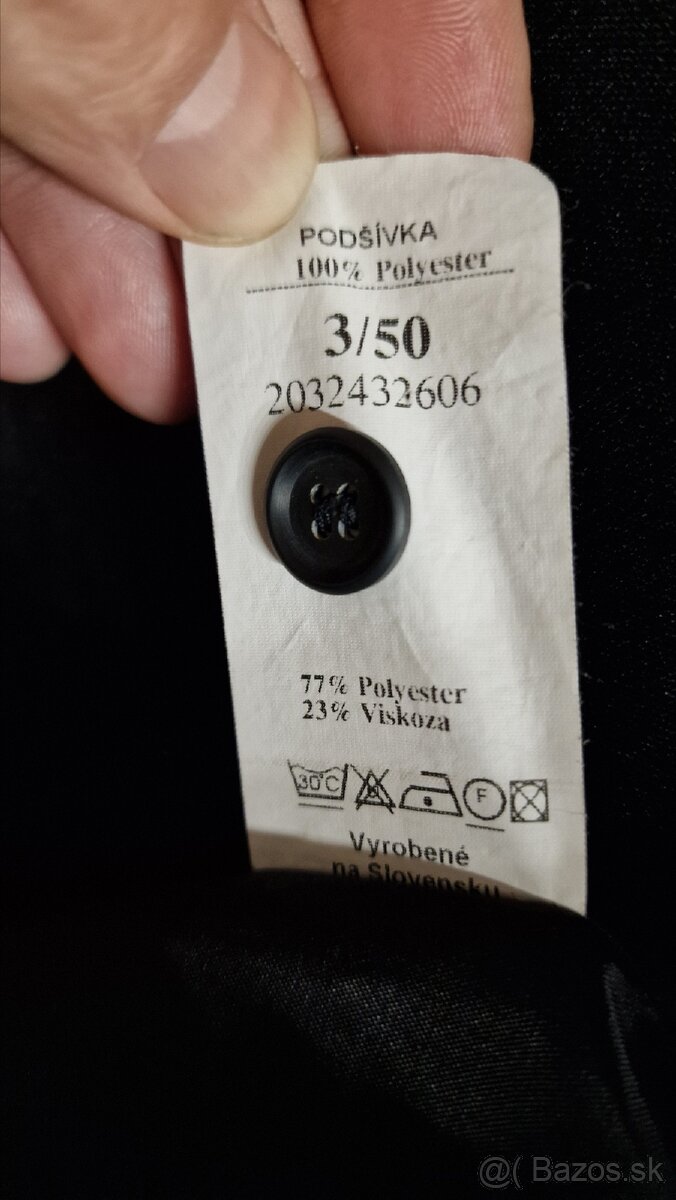 PODŠÍVKA
100% Polyester
3/50
2032432606
77% Polyester
23% Viskoza
30°C F
Vyrobené
na Slovensku
@( Bazos.sk